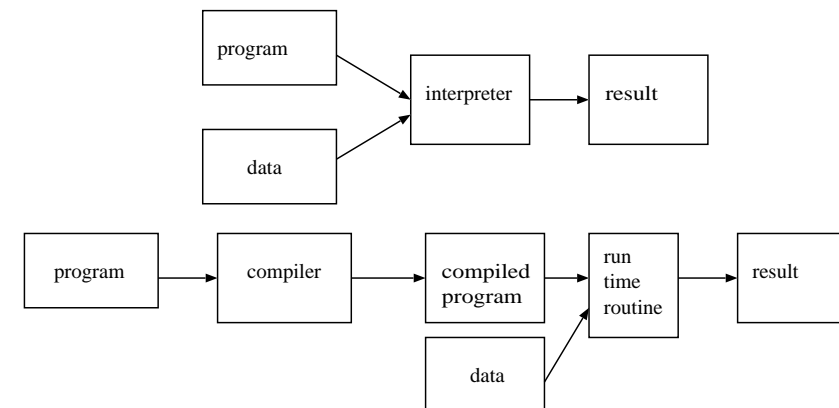 program
interpreter
result
data
program
compiler
compiled
program
run
time
routine
result
data